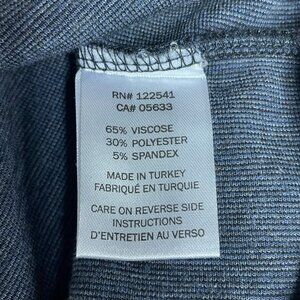 RN# 122541
CA# 05633
65% VISCOSE
30% POLYESTER
5% SPANDEX
MADE IN TURKEY
FABRIQUÉ EN TURQUIE
CARE ON REVERSE SIDE
INSTRUCTIONS
D'ENTRETIEN AU VERSO